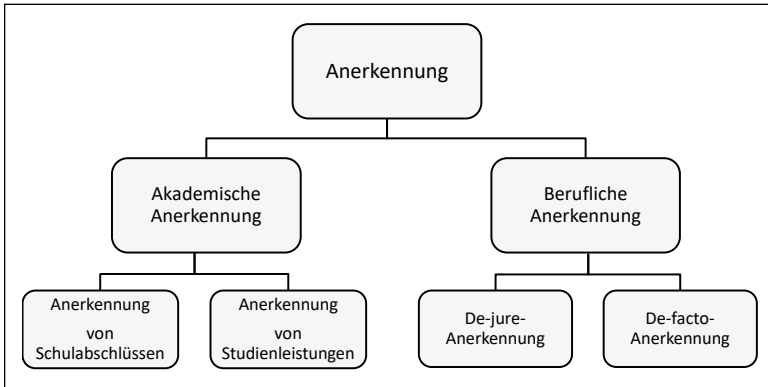 Anerkennung
Akademische
Anerkennung
Berufliche
Anerkennung
Anerkennung
von
Schulabschlüssen
Anerkennung
von
Studienleistungen
De-jure-
Anerkennung
De-facto-
Anerkennung